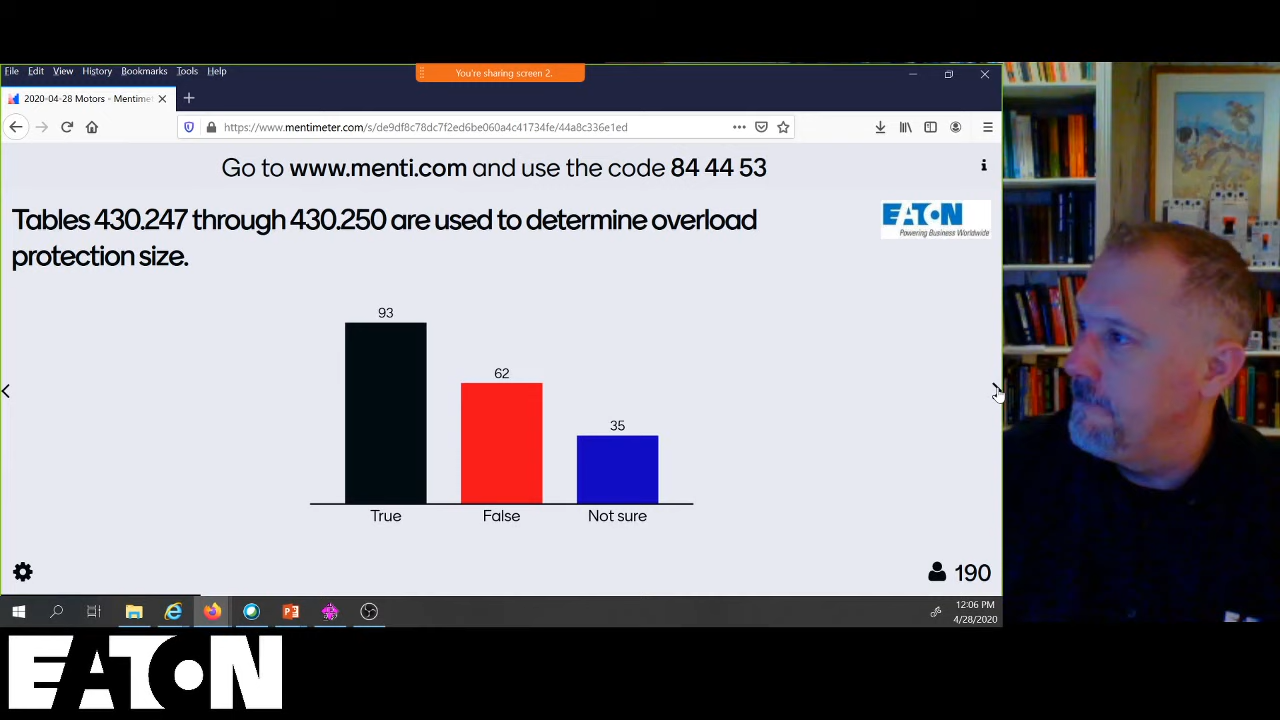 File Edit View History Bookmarks Tools Help
You're sharing screen 2.
2020-04-28 Motors - Mentimet
https://www.mentimeter.com/s/de9df8c78dc7f2ed6be060a4c41734fe/44a8c336e1ed
Go to www.menti.com and use the code 84 44 53
Tables 430.247 through 430.250 are used to determine overload
protection size.
EATON
Powering Business Worldwide
93
62
35
True
False
Not sure
190
12:06 PM
4/28/2020
EATON